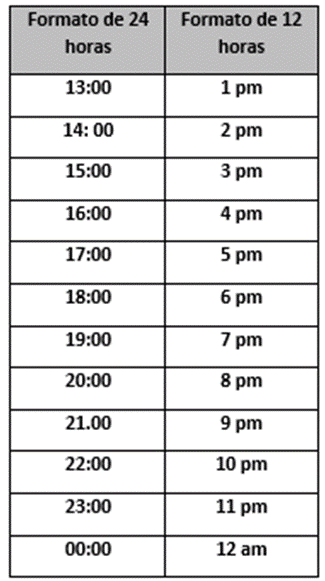 Formato de 24 horas Formato de 12 horas
13:00 1 pm
14: 00 2 pm
15:00 3 pm
16:00 4 pm
17:00 5 pm
18:00 6 pm
19:00 7 pm
20:00 8 pm
21.00 9 pm
22:00 10 pm
23:00 11 pm
00:00 12 am